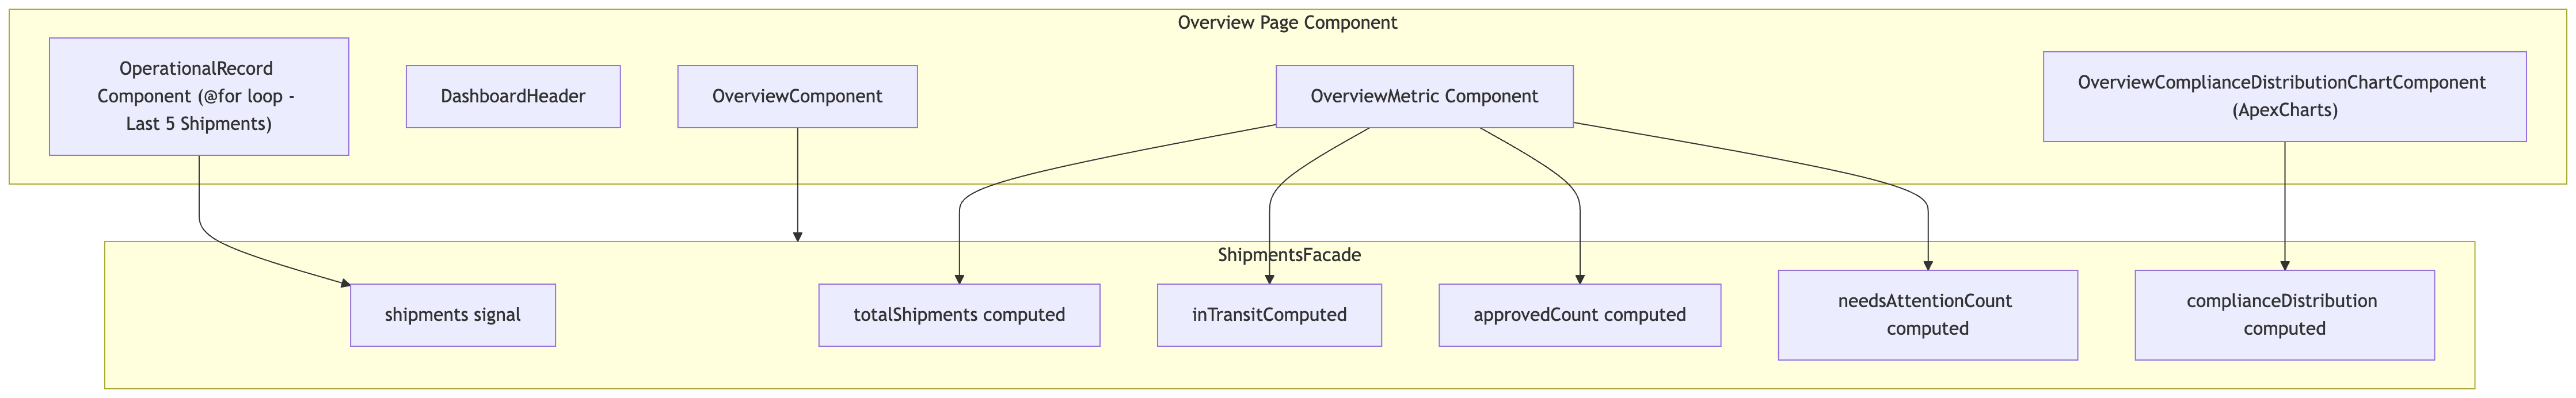 Overview Page Component
OperationalRecord
Component (@for loop -
Last 5 Shipments)
DashboardHeader
OverviewComponent
OverviewMetric Component
OverviewComplianceDistributionChartComponent
(ApexCharts)
ShipmentsFacade
shipments signal
totalShipments computed
inTransitComputed
approvedCount computed
needsAttentionCount
computed
complianceDistribution
computed